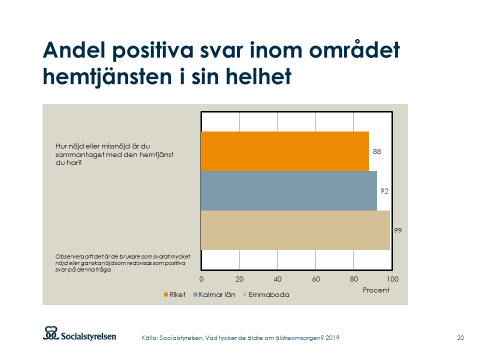 Andel positiva svar inom området
hemtjänsten i sin helhet
Hur nöjd eller missnöjd är du
sammantaget med den hemtjänst
du har?
88
92
99
Observera att det är de brukare som svarat mycket
nöjd eller ganska nöjd som redovisas som positiva
svar på denna fråga
0 20 40 60 80 100
Procent
Riket Kalmar län Emmaboda
Socialstyrelsen
Källa: Socialstyrelsen, Vad tycker de äldre om äldreomsorgen? 2019
20